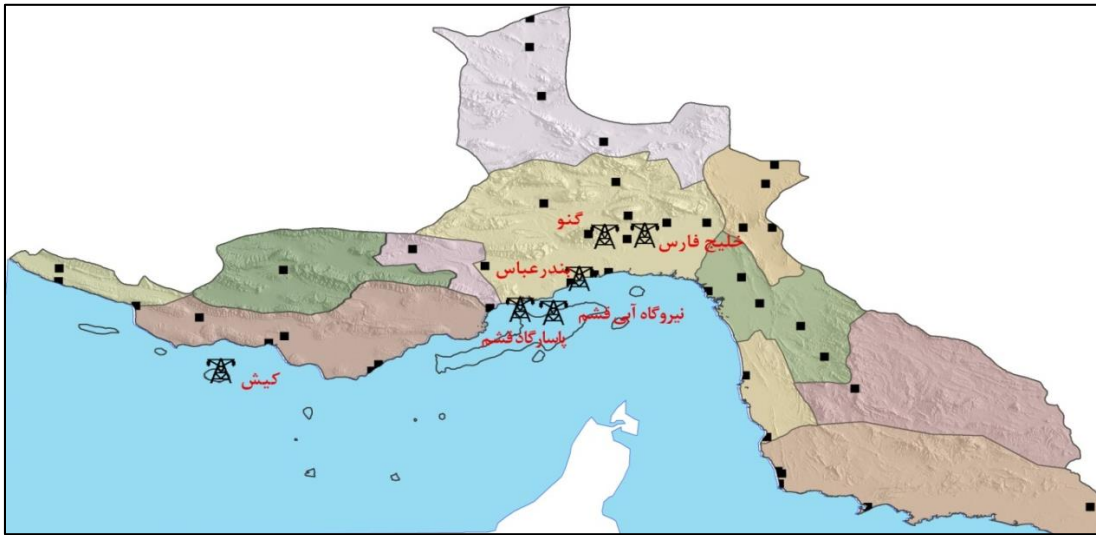 گنو
خلیج فارس
بندرعباس
نیروگاه آبی قشم
پاسارگاد قشم
کیش